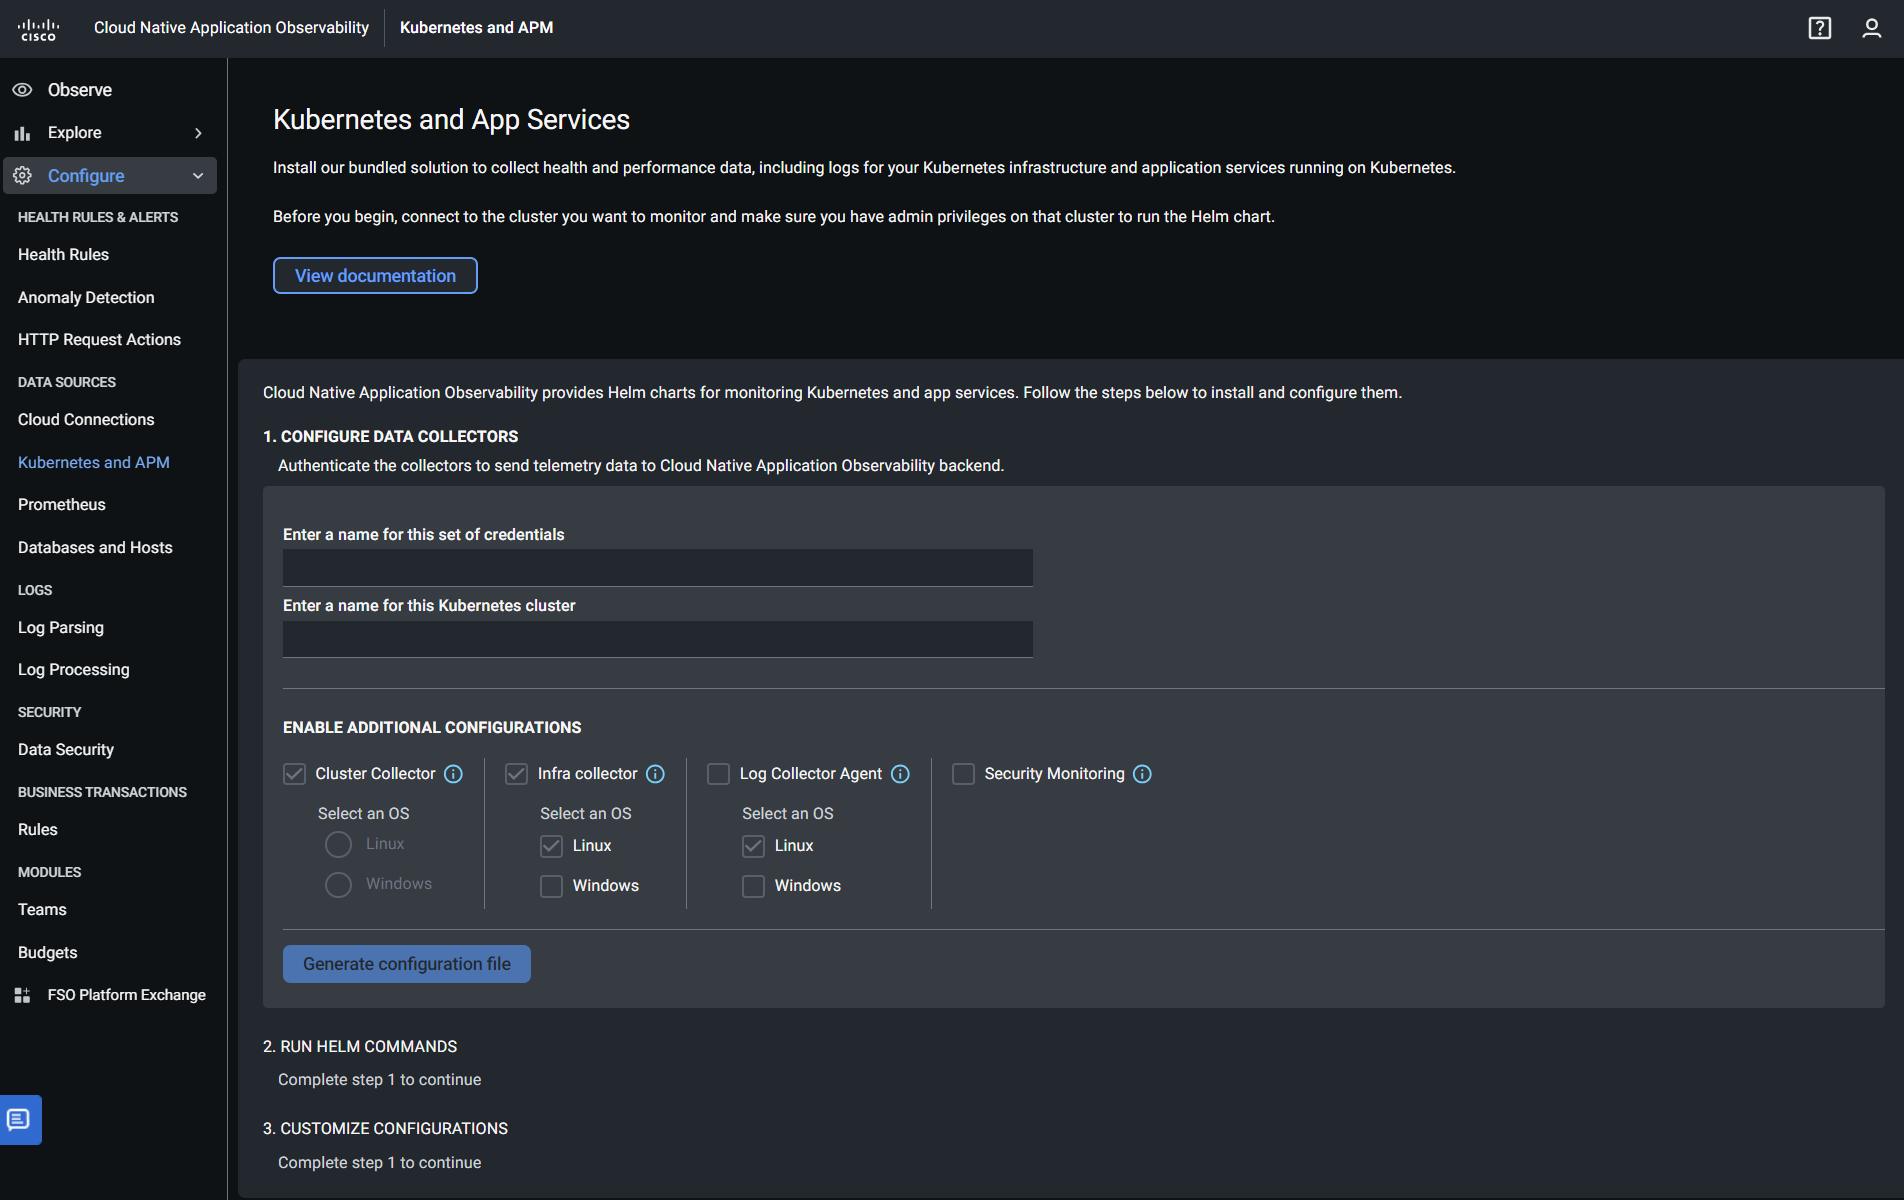 cisco
Cloud Native Application Observability
Kubernetes and APM
Observe
Explore
Configure
HEALTH RULES & ALERTS
Health Rules
Anomaly Detection
HTTP Request Actions
DATA SOURCES
Cloud Connections
Kubernetes and APM
Prometheus
Databases and Hosts
LOGS
Log Parsing
Log Processing
SECURITY
Data Security
BUSINESS TRANSACTIONS
Rules
MODULES
Teams
Budgets
FSO Platform Exchange
Kubernetes and App Services
Install our bundled solution to collect health and performance data, including logs for your Kubernetes infrastructure and application services running on Kubernetes.
Before you begin, connect to the cluster you want to monitor and make sure you have admin privileges on that cluster to run the Helm chart.
View documentation
Cloud Native Application Observability provides Helm charts for monitoring Kubernetes and app services. Follow the steps below to install and configure them.
1. CONFIGURE DATA COLLECTORS
Authenticate the collectors to send telemetry data to Cloud Native Application Observability backend.
Enter a name for this set of credentials
Enter a name for this Kubernetes cluster
ENABLE ADDITIONAL CONFIGURATIONS
Cluster Collector
Select an OS
Linux
Windows
Infra collector
Select an OS
Linux
Windows
Log Collector Agent
Select an OS
Linux
Windows
Security Monitoring
Generate configuration file
2. RUN HELM COMMANDS
Complete step 1 to continue
3. CUSTOMIZE CONFIGURATIONS
Complete step 1 to continue